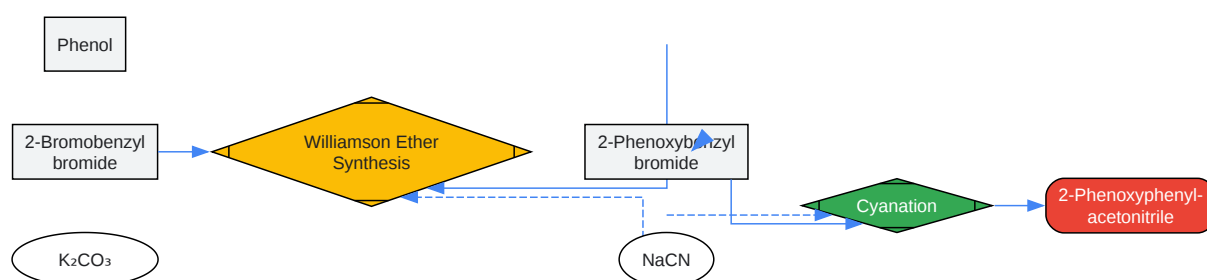 Phenol
2-Bromobenzyl
bromide
Williamson Ether
Synthesis
2-Phenoxybenzyl
bromide
Cyanation
2-Phenoxyphenyl-
acetonitrile
K₂CO₃
NaCN